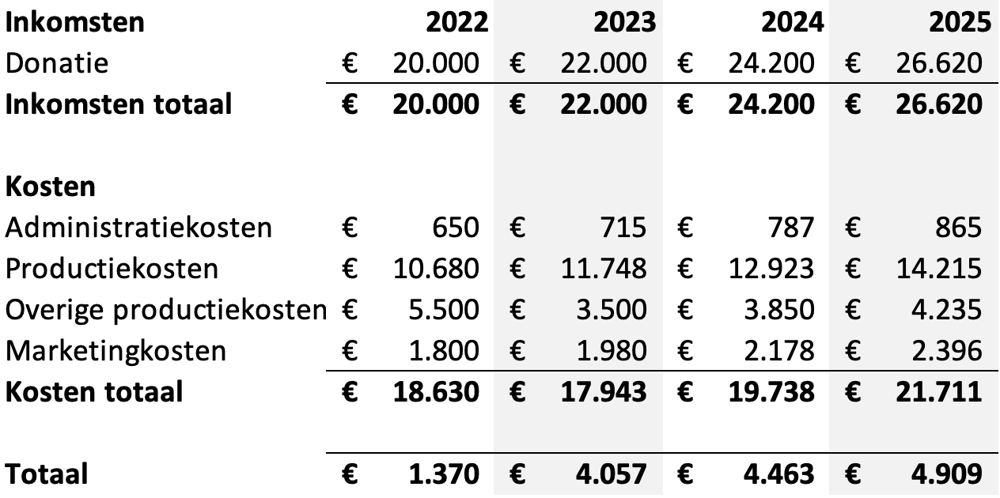 Inkomsten 2022 2023 2024 2025
Donatie € 20.000 € 22.000 € 24.200 € 26.620
Inkomsten totaal € 20.000 € 22.000 € 24.200 € 26.620
Kosten
Administratiekosten € 650 € 715 € 787 € 865
Productiekosten € 10.680 € 11.748 € 12.923 € 14.215
Overige productiekosten € 5.500 € 3.500 € 3.850 € 4.235
Marketingkosten € 1.800 € 1.980 € 2.178 € 2.396
Kosten totaal € 18.630 € 17.943 € 19.738 € 21.711
Totaal € 1.370 € 4.057 € 4.463 € 4.909